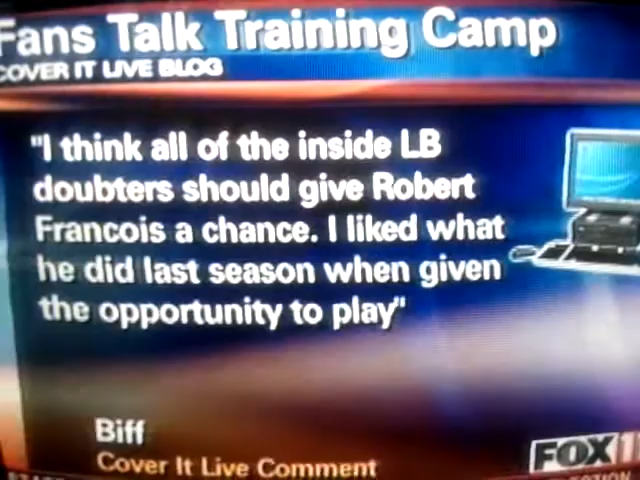 Fans Talk Training Camp
COVER IT LIVE BLOG
"I think all of the inside LB
doubters should give Robert
Francois a chance. I liked what
he did last season when given
the opportunity to play"
Biff
Cover It Live Comment
FOX 11